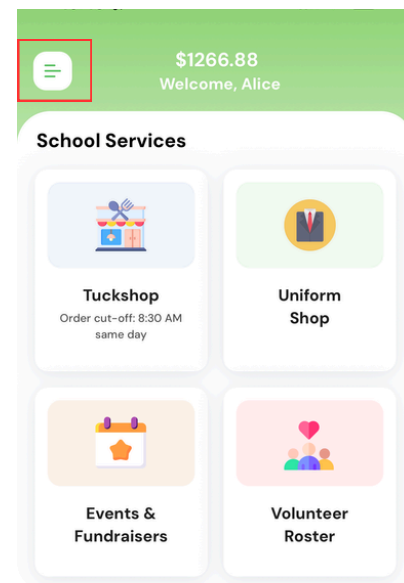 $1266.88
Welcome, Alice
School Services
Tuckshop
Order cut-off: 8:30 AM
same day
Uniform
Shop
Events &
Fundraisers
Volunteer
Roster